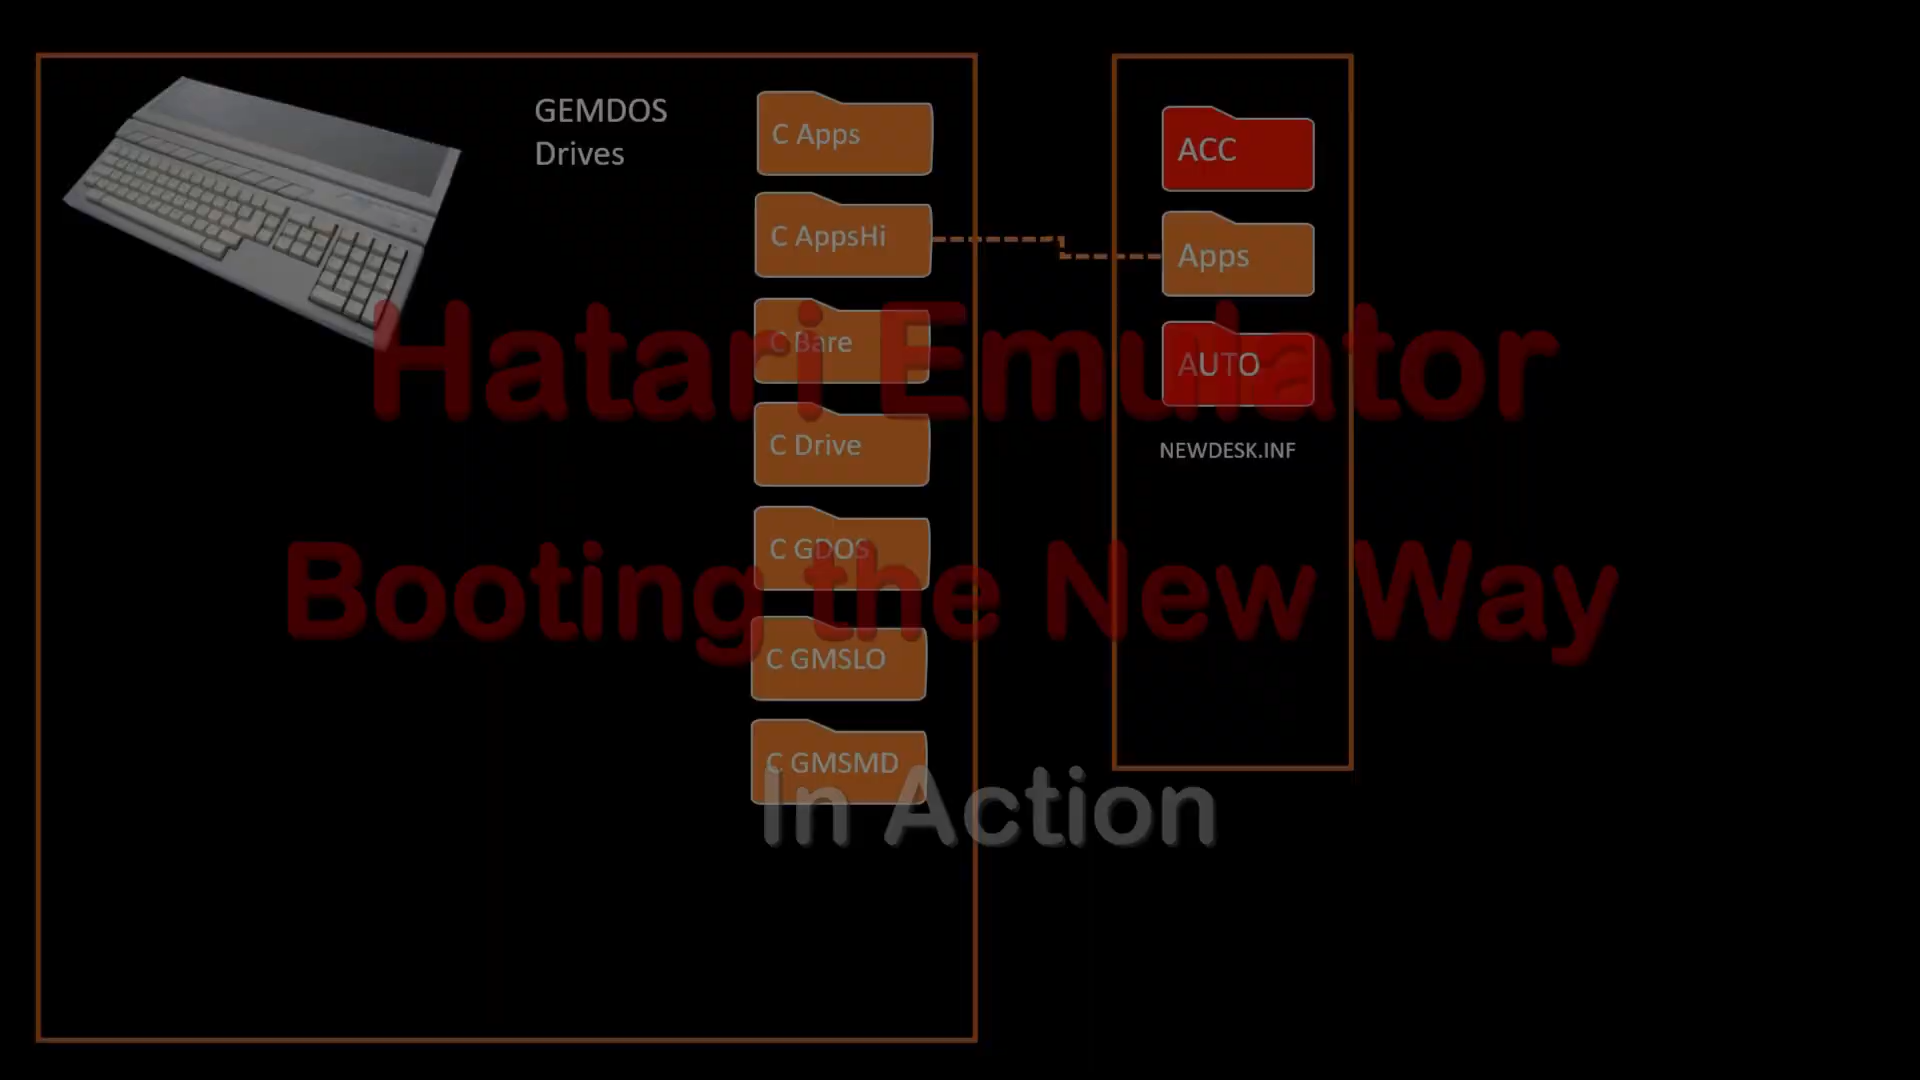 GEMDOS
Drives
C Apps
C AppsHi
C Bare
C Drive
C GDOS
C GMSLO
C GMSMD
ACC
Apps
AUTO
NEWDESK.INF
Hatari Emulator
Booting the New Way
In Action